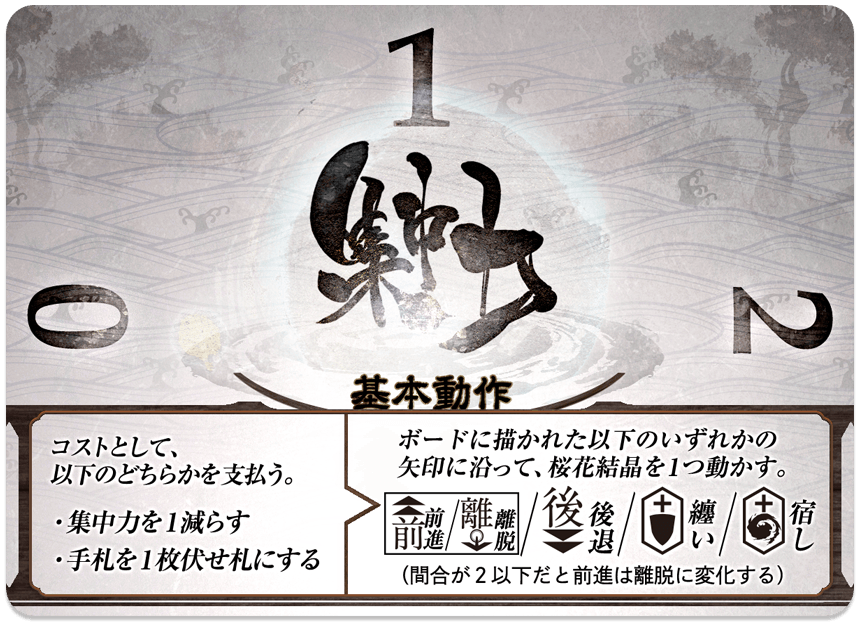 1
集中力
0
2
基本動作
コストとして、
以下のどちらかを支払う。
・集中力を1減らす
・手札を1枚伏せ札にする
ボードに描かれた以下のいずれかの
矢印に沿って、桜花結晶を1つ動かす。
前 前進/離 離脱/後 後退/纏い/宿し
(間合が2以下だと前進は離脱に変化する)